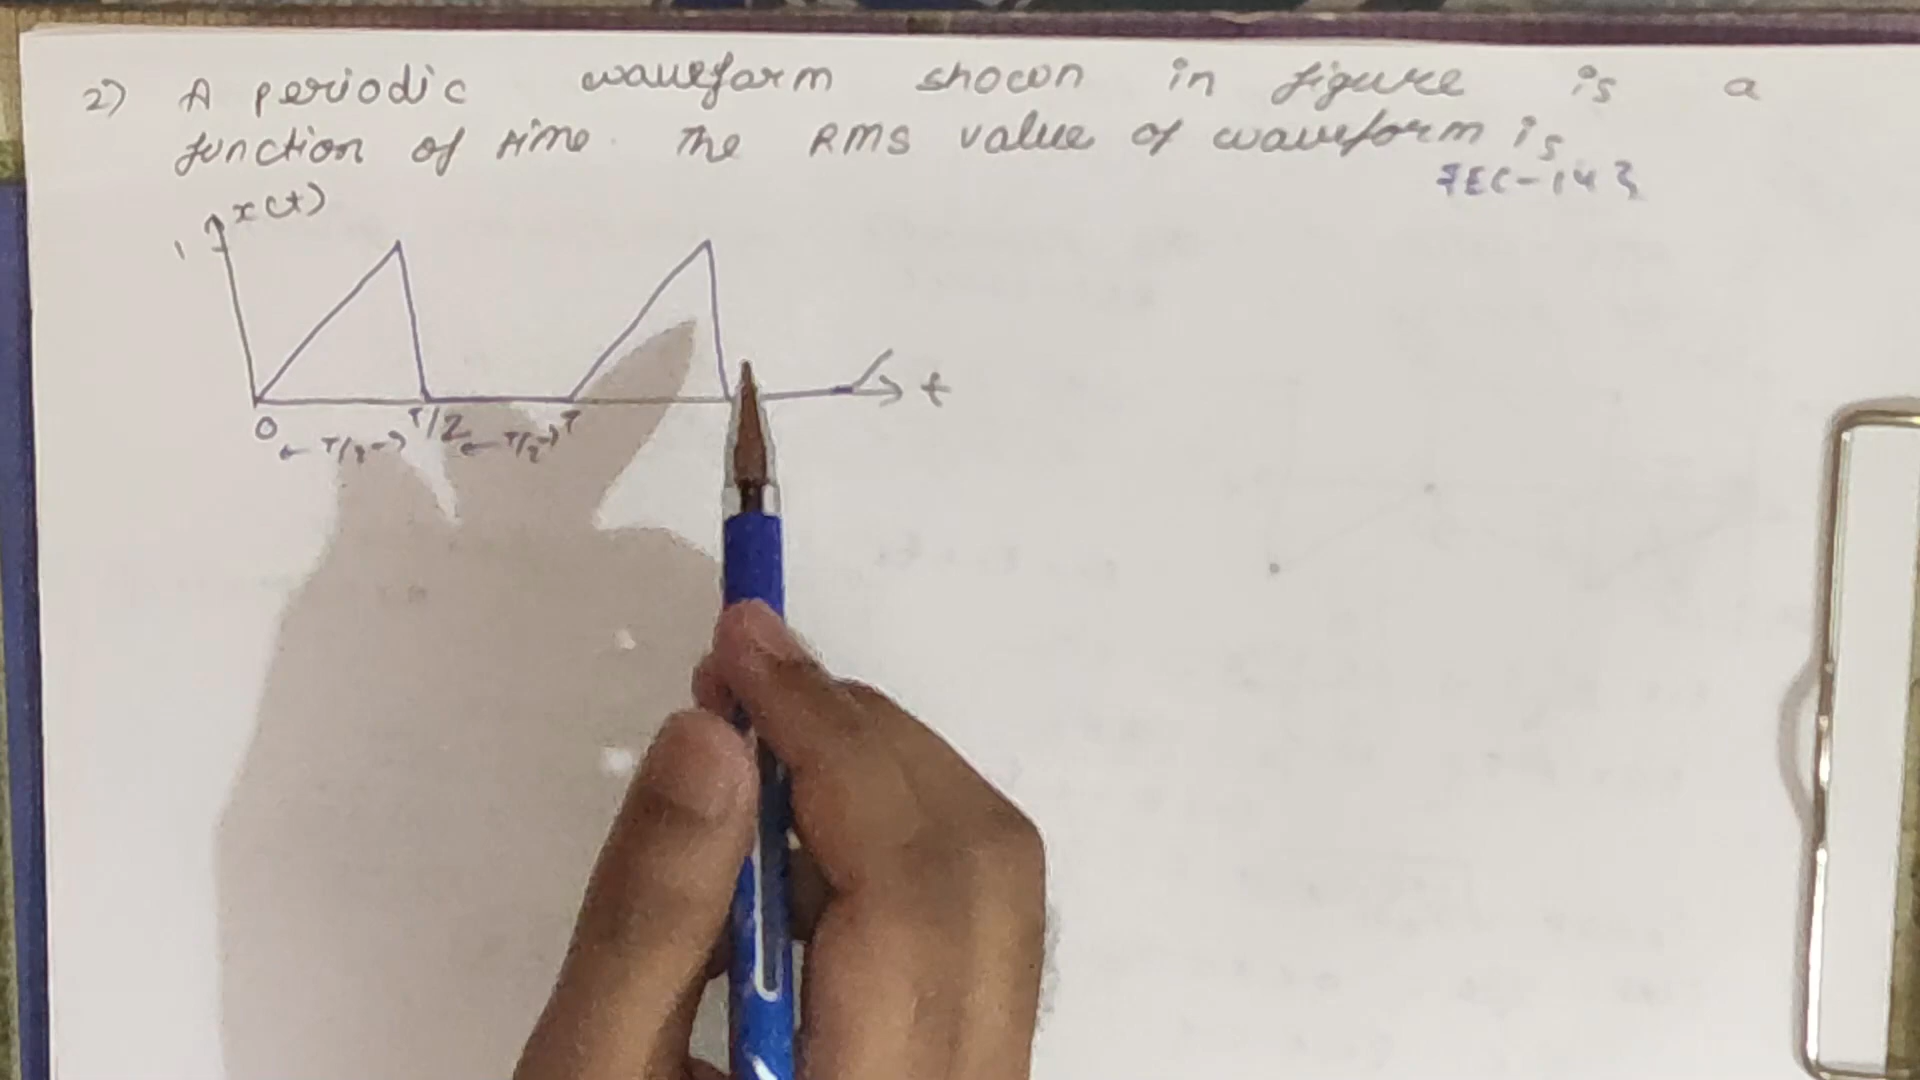 2) A periodic waveform shown in figure is a
function of time. The RMS value of waveform is
{EC-14}
x(t)
1
t
0 T/2 T
←T/2→ ←T/2→